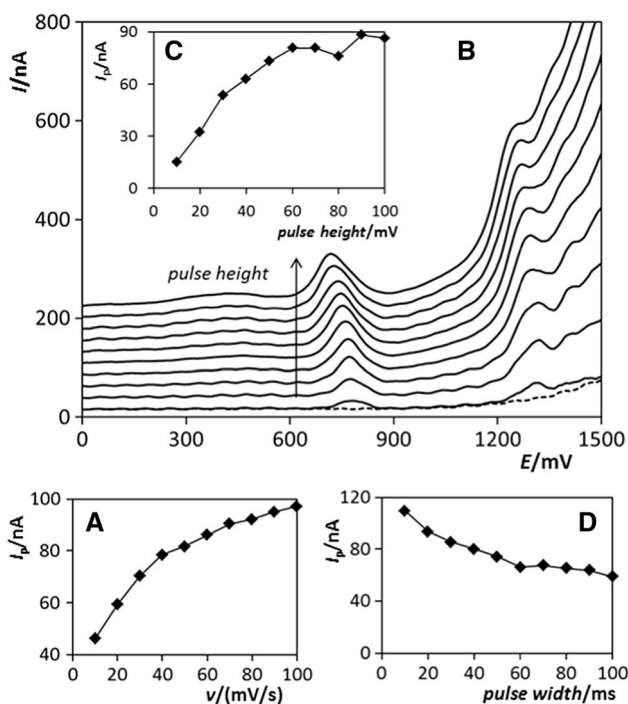 800
600
400
200
0
I/nA
0 300 600 900 1200 1500
E/mV
B
pulse height
C
90
60
30
0
Iₚ/nA
0 20 40 60 80 100
pulse height/mV
A
100
80
60
40
Iₚ/nA
0 20 40 60 80 100
v/(mV/s)
D
120
80
40
0
Iₚ/nA
0 20 40 60 80 100
pulse width/ms